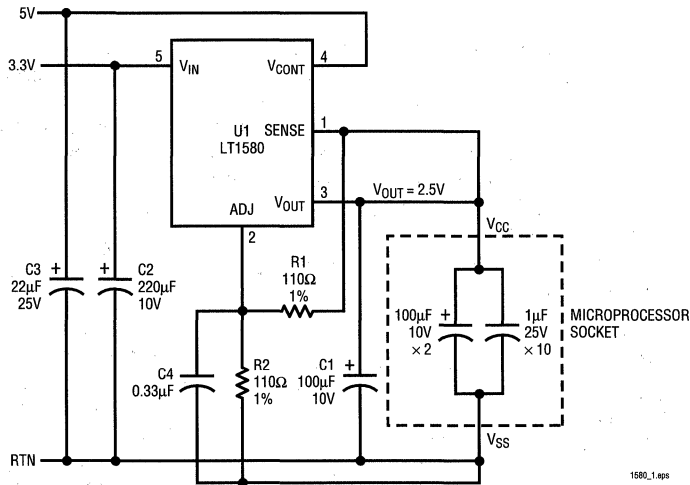 5V
3.3V
5
VIN
VCONT
4
U1
LT1580
SENSE
1
VOUT
3
VOUT = 2.5V
ADJ
2
VCC
R1
110Ω
1%
C3
22µF
25V
+
C2
220µF
10V
+
C4
0.33µF
R2
110Ω
1%
C1
100µF
10V
+
100µF
10V
× 2
+
1µF
25V
× 10
MICROPROCESSOR
SOCKET
VSS
RTN
1580_1.eps